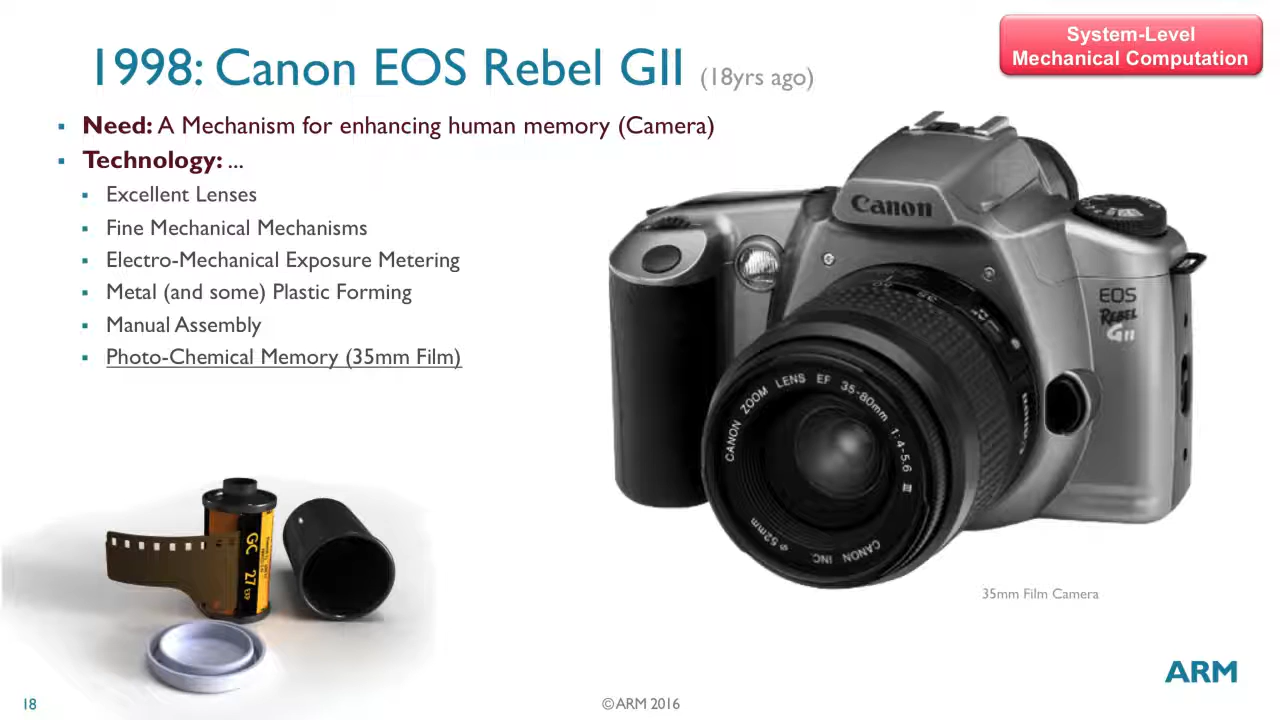 System-Level
Mechanical Computation
1998: Canon EOS Rebel GII (18yrs ago)
▪ Need: A Mechanism for enhancing human memory (Camera)
▪ Technology: ...
▪ Excellent Lenses
▪ Fine Mechanical Mechanisms
▪ Electro-Mechanical Exposure Metering
▪ Metal (and some) Plastic Forming
▪ Manual Assembly
▪ Photo-Chemical Memory (35mm Film)
Canon
EOS
REBEL
GII
CANON ZOOM LENS EF 35-80mm 1:4-5.6 III
ø52mm
CANON INC.
GC
27 EXP
35mm Film Camera
ARM
18
©ARM 2016